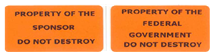 PROPERTY OF THE
SPONSOR
DO NOT DESTROY
PROPERTY OF THE
FEDERAL
GOVERNMENT
DO NOT DESTROY